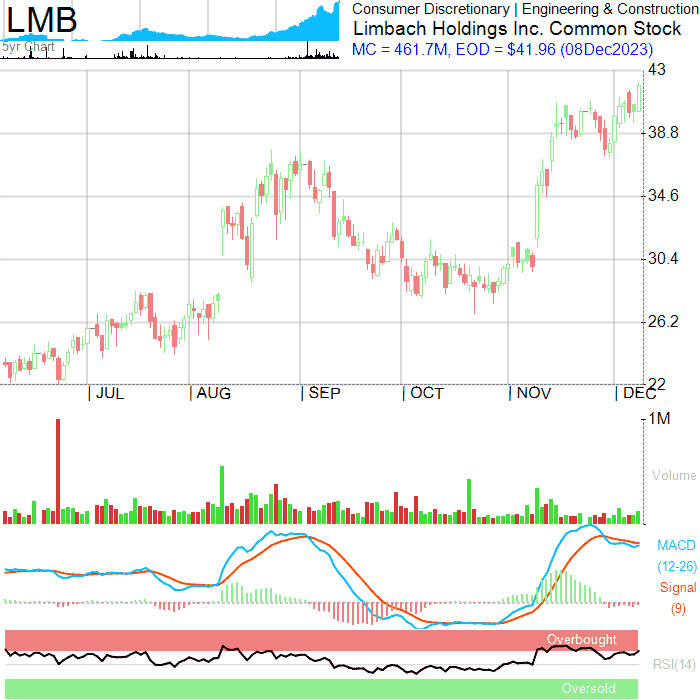 LMB
5yr Chart
Consumer Discretionary | Engineering & Construction
Limbach Holdings Inc. Common Stock
MC = 461.7M, EOD = $41.96 (08Dec2023)
43
38.8
34.6
30.4
26.2
22
JUL AUG SEP OCT NOV DEC
1M
Volume
MACD
(12-26)
Signal
(9)
Overbought
RSI(14)
Oversold